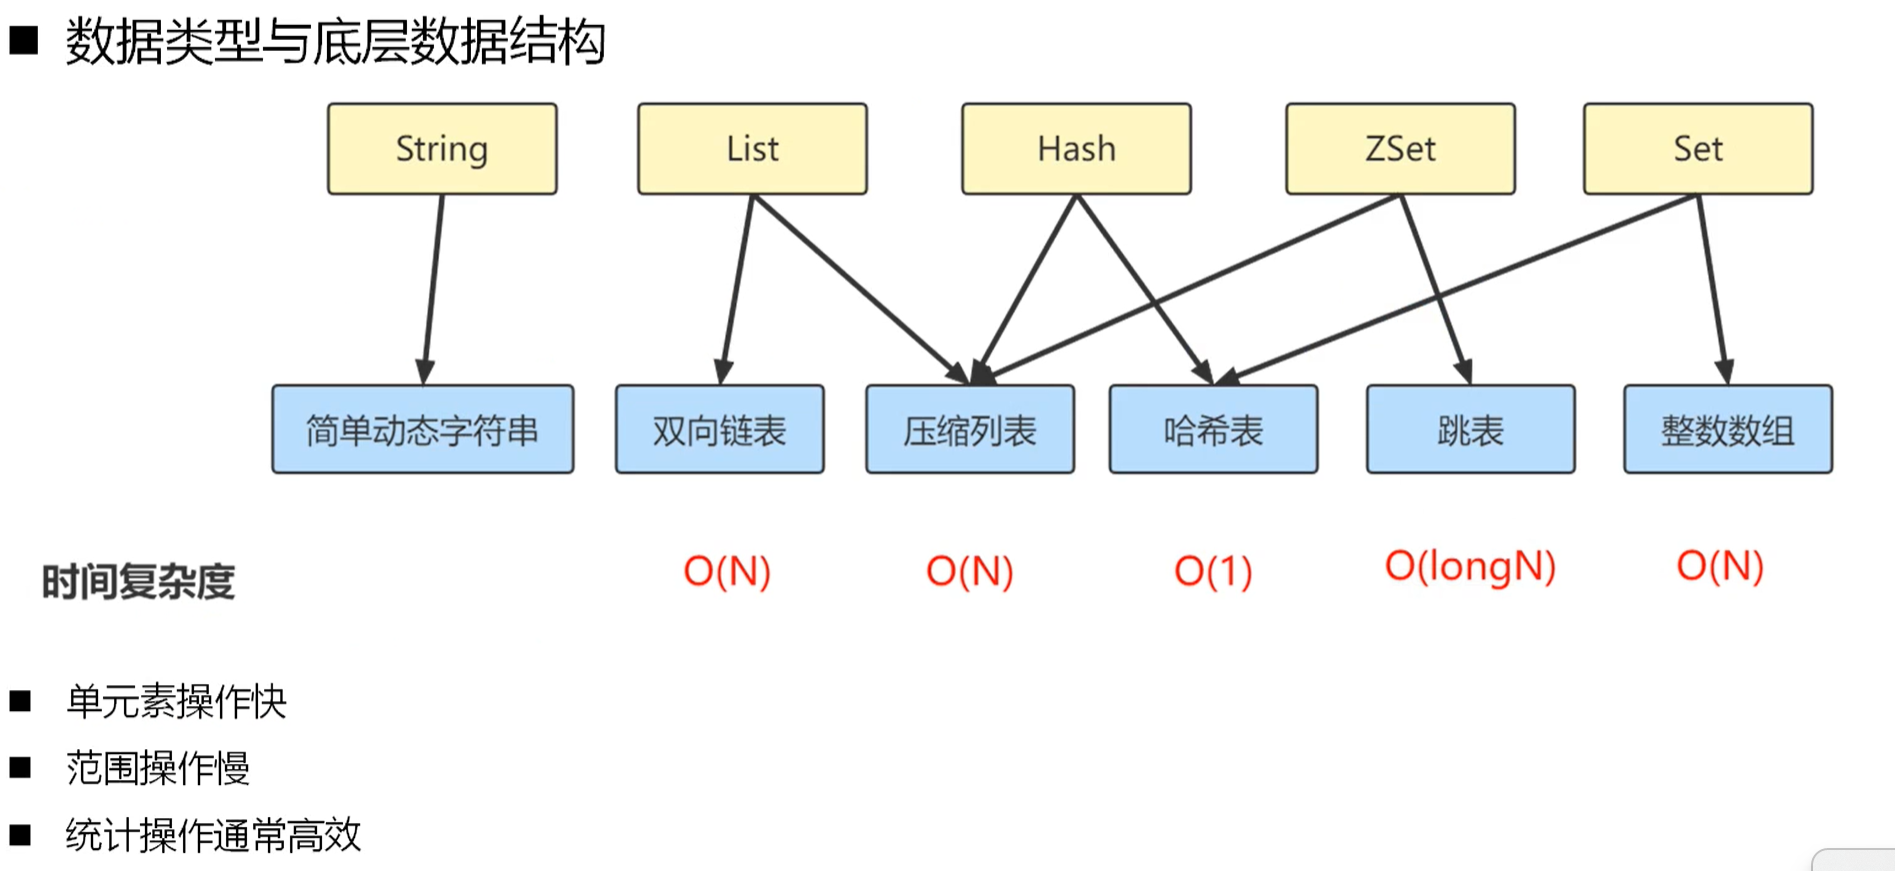 ■ 数据类型与底层数据结构
String List Hash ZSet Set
简单动态字符串 双向链表 压缩列表 哈希表 跳表 整数数组
时间复杂度 O(N) O(N) O(1) O(longN) O(N)
■ 单元素操作快
■ 范围操作慢
■ 统计操作通常高效